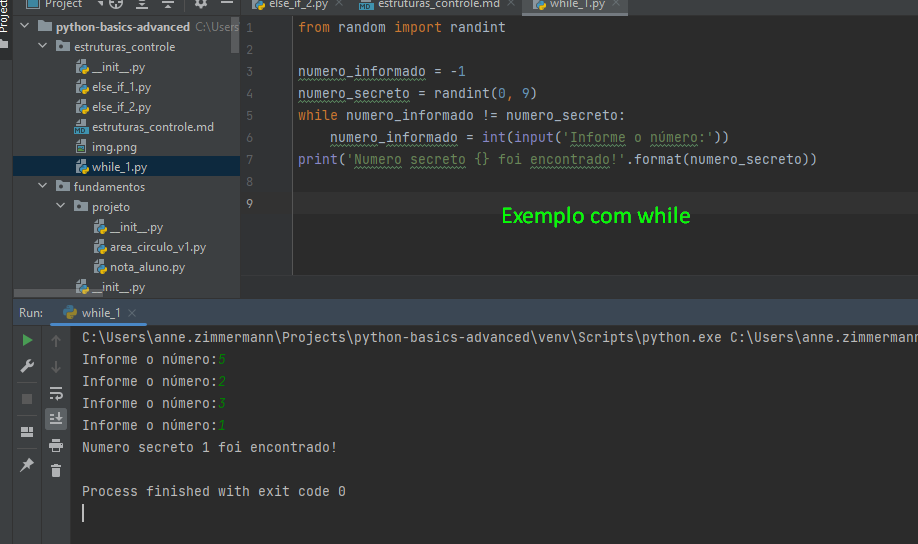 Project
else_if_2.py
estruturas_controle.md
while_1.py
Project
python-basics-advanced C:\Users
estruturas_controle
__init__.py
else_if_1.py
else_if_2.py
estruturas_controle.md
img.png
while_1.py
fundamentos
projeto
__init__.py
area_circulo_v1.py
nota_aluno.py
__init__.py
1 from random import randint
2
3 numero_informado = -1
4 numero_secreto = randint(0, 9)
5 while numero_informado != numero_secreto:
6 numero_informado = int(input('Informe o número:'))
7 print('Numero secreto {} foi encontrado!'.format(numero_secreto))
8
9
Exemplo com while
Run: while_1
C:\Users\anne.zimmermann\Projects\python-basics-advanced\venv\Scripts\python.exe C:\Users\anne.zimmermann
Informe o número:5
Informe o número:2
Informe o número:3
Informe o número:1
Numero secreto 1 foi encontrado!
Process finished with exit code 0